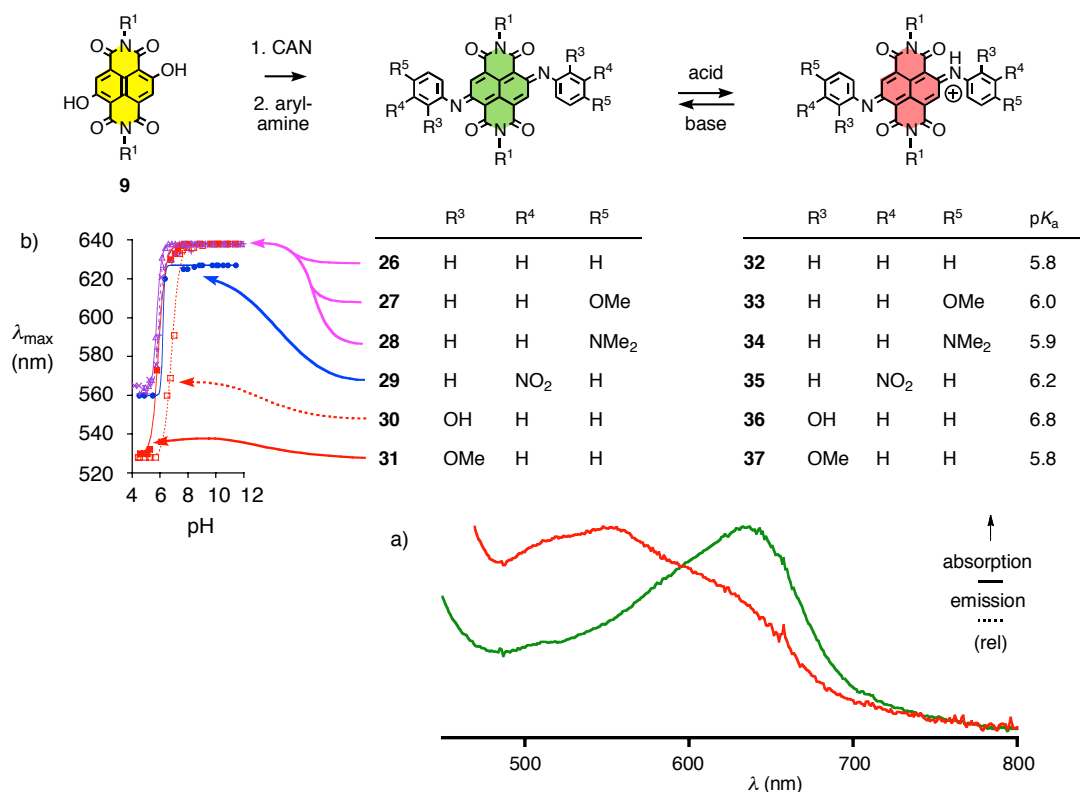 R1 R1 R1
O N O O N O R3 O N O H R3
OH N R4 N R4
1. CAN R5 R5 acid R5 ⊕ R5
HO 2. aryl- R4 N base R4 N
amine R3 R3
O N O O N O O N O
R1 R1 R1
9
R3 R4 R5 R3 R4 R5 pKa
b) 640
26 H H H 32 H H H 5.8
620
27 H H OMe 33 H H OMe 6.0
600
λmax
28 H H NMe2 34 H H NMe2 5.9
(nm) 580
29 H NO2 H 35 H NO2 H 6.2
560
30 OH H H 36 OH H H 6.8
540
31 OMe H H 37 OMe H H 5.8
520
4 6 8 10 12
pH
a)
absorption
emission
(rel)
500 600 700 800
λ (nm)